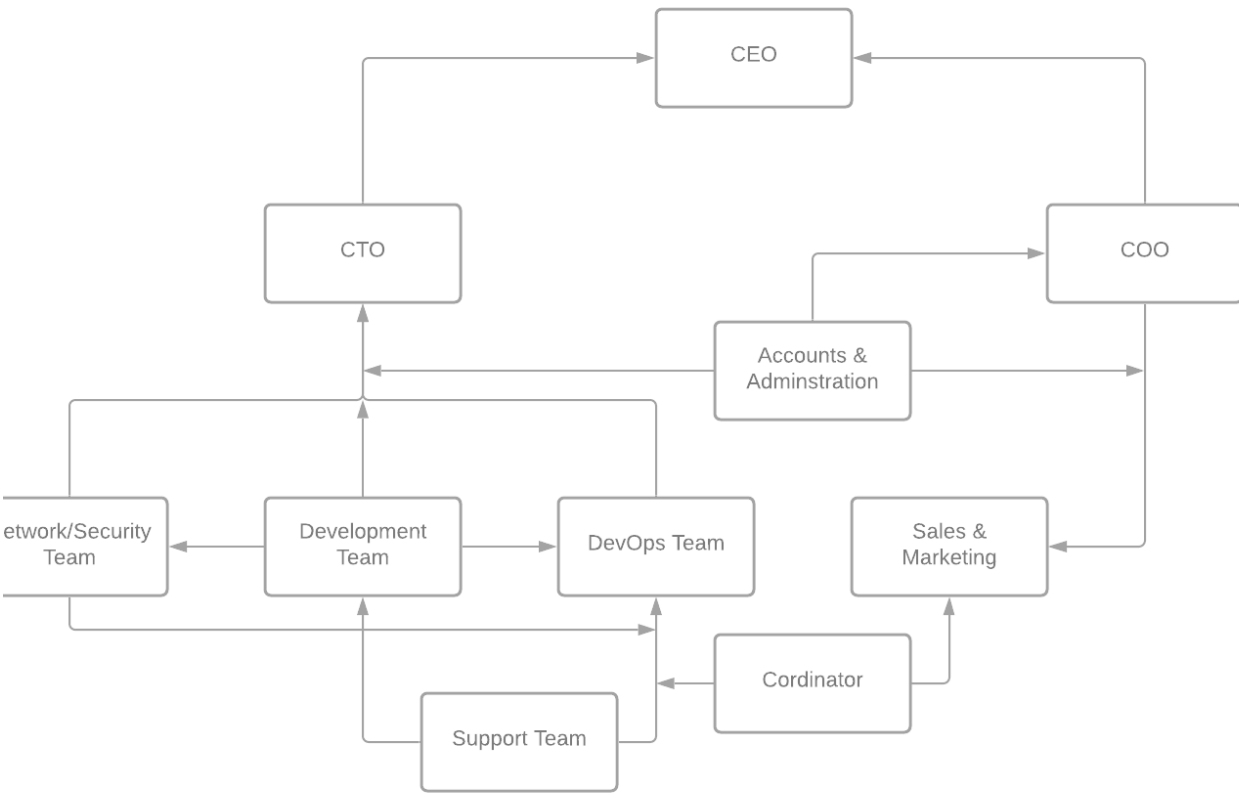 CEO
CTO
COO
Accounts &
Adminstration
etwork/Security
Team
Development
Team
DevOps Team
Sales &
Marketing
Cordinator
Support Team